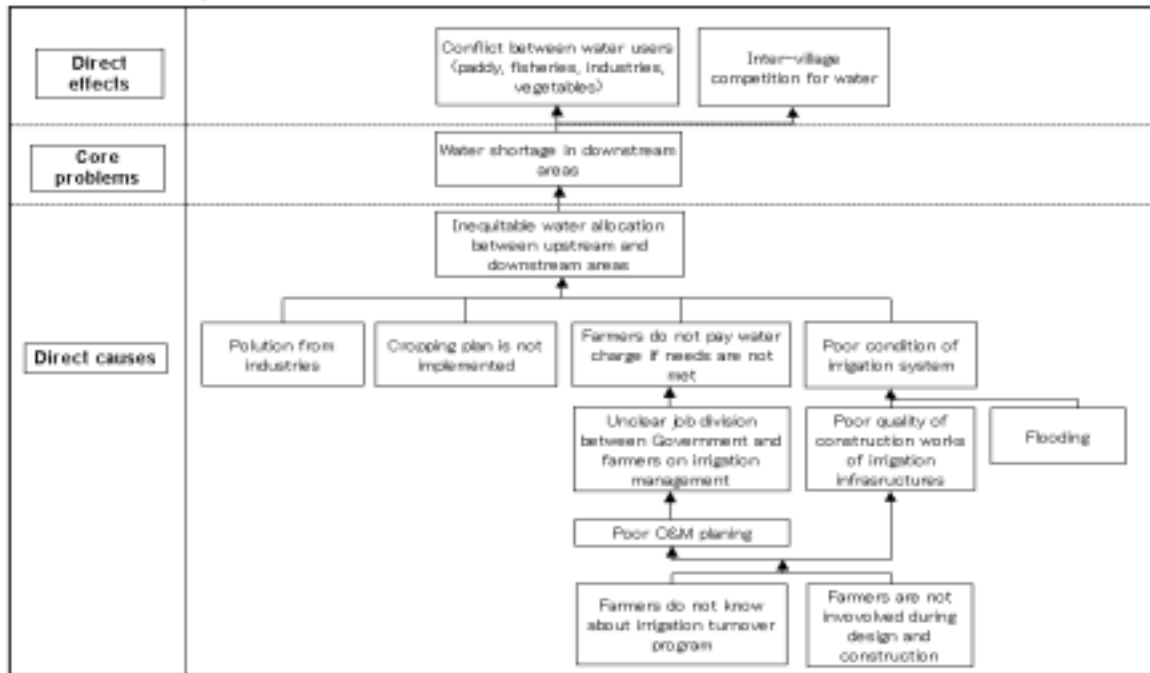 Direct
effects
Conflict between water users
(paddy, fisheries, industries,
vegetables)
Inter-village
competition for water
Core
problems
Water shortage in downstream
areas
Direct causes
Inequitable water allocation
between upstream and
downstream areas
Polution from
industries
Cropping plan is not
implemented
Farmers do not pay water
charge if needs are not
met
Poor condition of
irrigation system
Unclear job division
between Government and
farmers on irrigation
management
Poor quality of
construction works
of irrigation
infrasructures
Flooding
Poor O&M planing
Farmers do not know
about irrigation turnover
program
Farmers are not
invovolved during
design and
construction